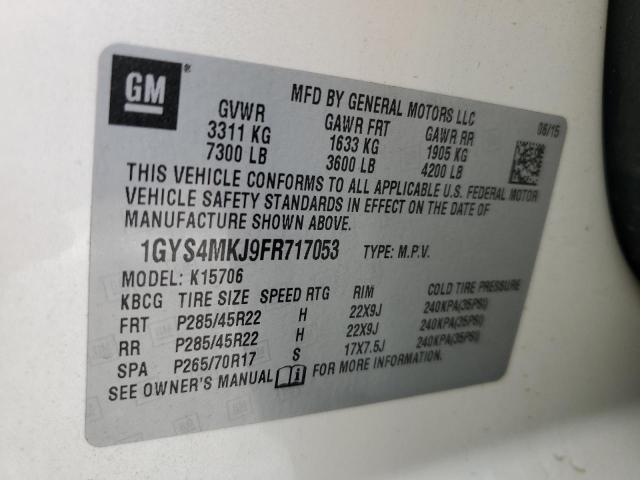 GM
MFD BY GENERAL MOTORS LLC
08/15
GVWR GAWR FRT GAWR RR
3311 KG 1633 KG 1905 KG
7300 LB 3600 LB 4200 LB
THIS VEHICLE CONFORMS TO ALL APPLICABLE U.S. FEDERAL MOTOR
VEHICLE SAFETY STANDARDS IN EFFECT ON THE DATE OF
MANUFACTURE SHOWN ABOVE.
1GYS4MKJ9FR717053 TYPE: M.P.V.
MODEL: K15706
KBCG TIRE SIZE SPEED RTG RIM COLD TIRE PRESSURE
FRT P285/45R22 H 22X9J 240KPA(35PSI)
RR P285/45R22 H 22X9J 240KPA(35PSI)
SPA P265/70R17 S 17X7.5J 240KPA(35PSI)
SEE OWNER'S MANUAL FOR MORE INFORMATION.